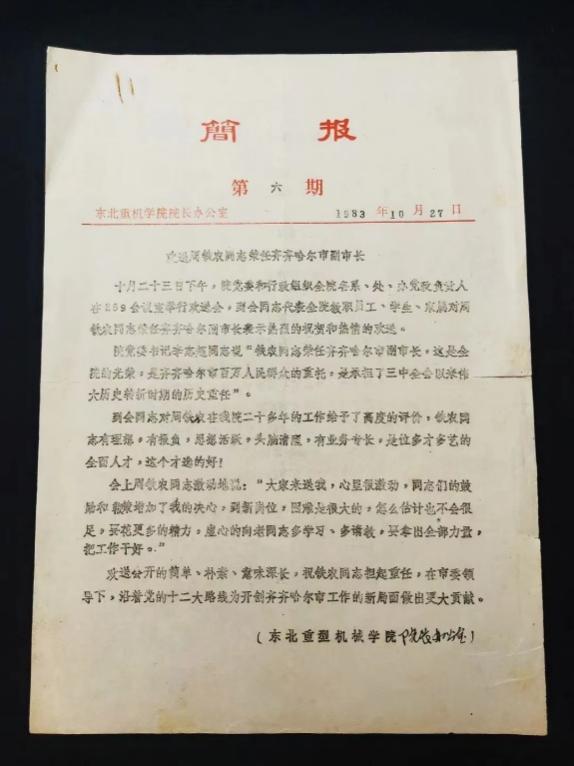 簡 报
第 六 期
东北重机学院院长办公室 1983 年 10 月 27 日
欢送周铁农同志荣任齐齐哈尔市副市长
十月二十三日下午，院党委和行政组织全院各系、处、办党政负责人
在259会议室举行欢送会，到会同志代表全院教职员工、学生、家属对周
铁农同志荣任齐齐哈尔副市长表示热烈的祝贺和热情的欢送。
院党委书记李志超同志说“铁农同志荣任齐齐哈尔市副市长，这是全
院的光荣，是齐齐哈尔市百万人民群众的重托，是承担了三中全会以来伟
大历史转折时期的历史重任”。
到会同志对周铁农在我院二十多年的工作给予了高度的评价，铁农同
志有理想，有报负，思想活跃，头脑清度，有业务专长，是位多才多艺的
全面人才，这个才选的好！
会上周铁农同志激动地说：“大家来送我，心里很激动，同志们的鼓
励和鞭策增加了我的决心，到新岗位，困难是很大的，怎么估计也不会很
足，要花更多的精力，虚心的向老同志多学习、多请教，要拿出全部力量，
把工作干好。”
欢送会开的简单、朴素、意味深长，祝铁农同志担起重任，在市委领
导下，沿着党的十二大路线为开创齐齐哈尔市工作的新局面做出更大贡献。
（东北重型机械学院院长办公室）